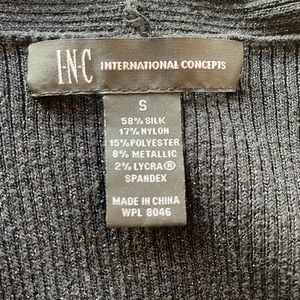 I·N·C INTERNATIONAL CONCEPTS
S
58% SILK
17% NYLON
15% POLYESTER
8% METALLIC
2% LYCRA®
SPANDEX
MADE IN CHINA
WPL 8046